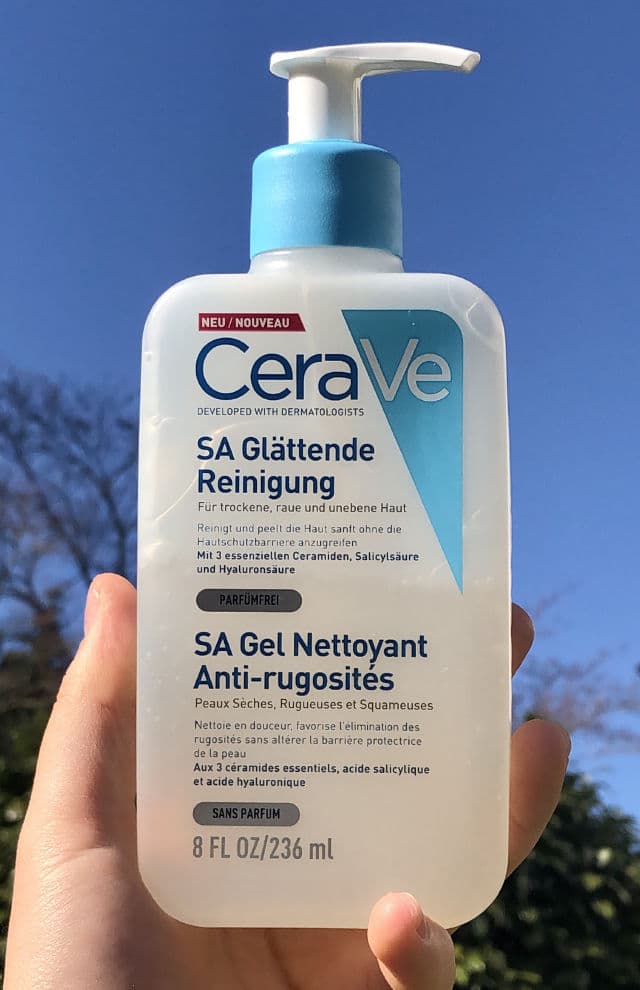 NEU / NOUVEAU
CeraVe
DEVELOPED WITH DERMATOLOGISTS
SA Glättende
Reinigung
Für trockene, raue und unebene Haut
Reinigt und peelt die Haut sanft ohne die
Hautschutzbarriere anzugreifen
Mit 3 essenziellen Ceramiden, Salicylsäure
und Hyaluronsäure
PARFÜMFREI
SA Gel Nettoyant
Anti-rugosités
Peaux Sèches, Rugueuses et Squameuses
Nettoie en douceur, favorise l'élimination des
rugosités sans altérer la barrière protectrice
de la peau
Aux 3 céramides essentiels, acide salicylique
et acide hyaluronique
SANS PARFUM
8 FL OZ/236 ml